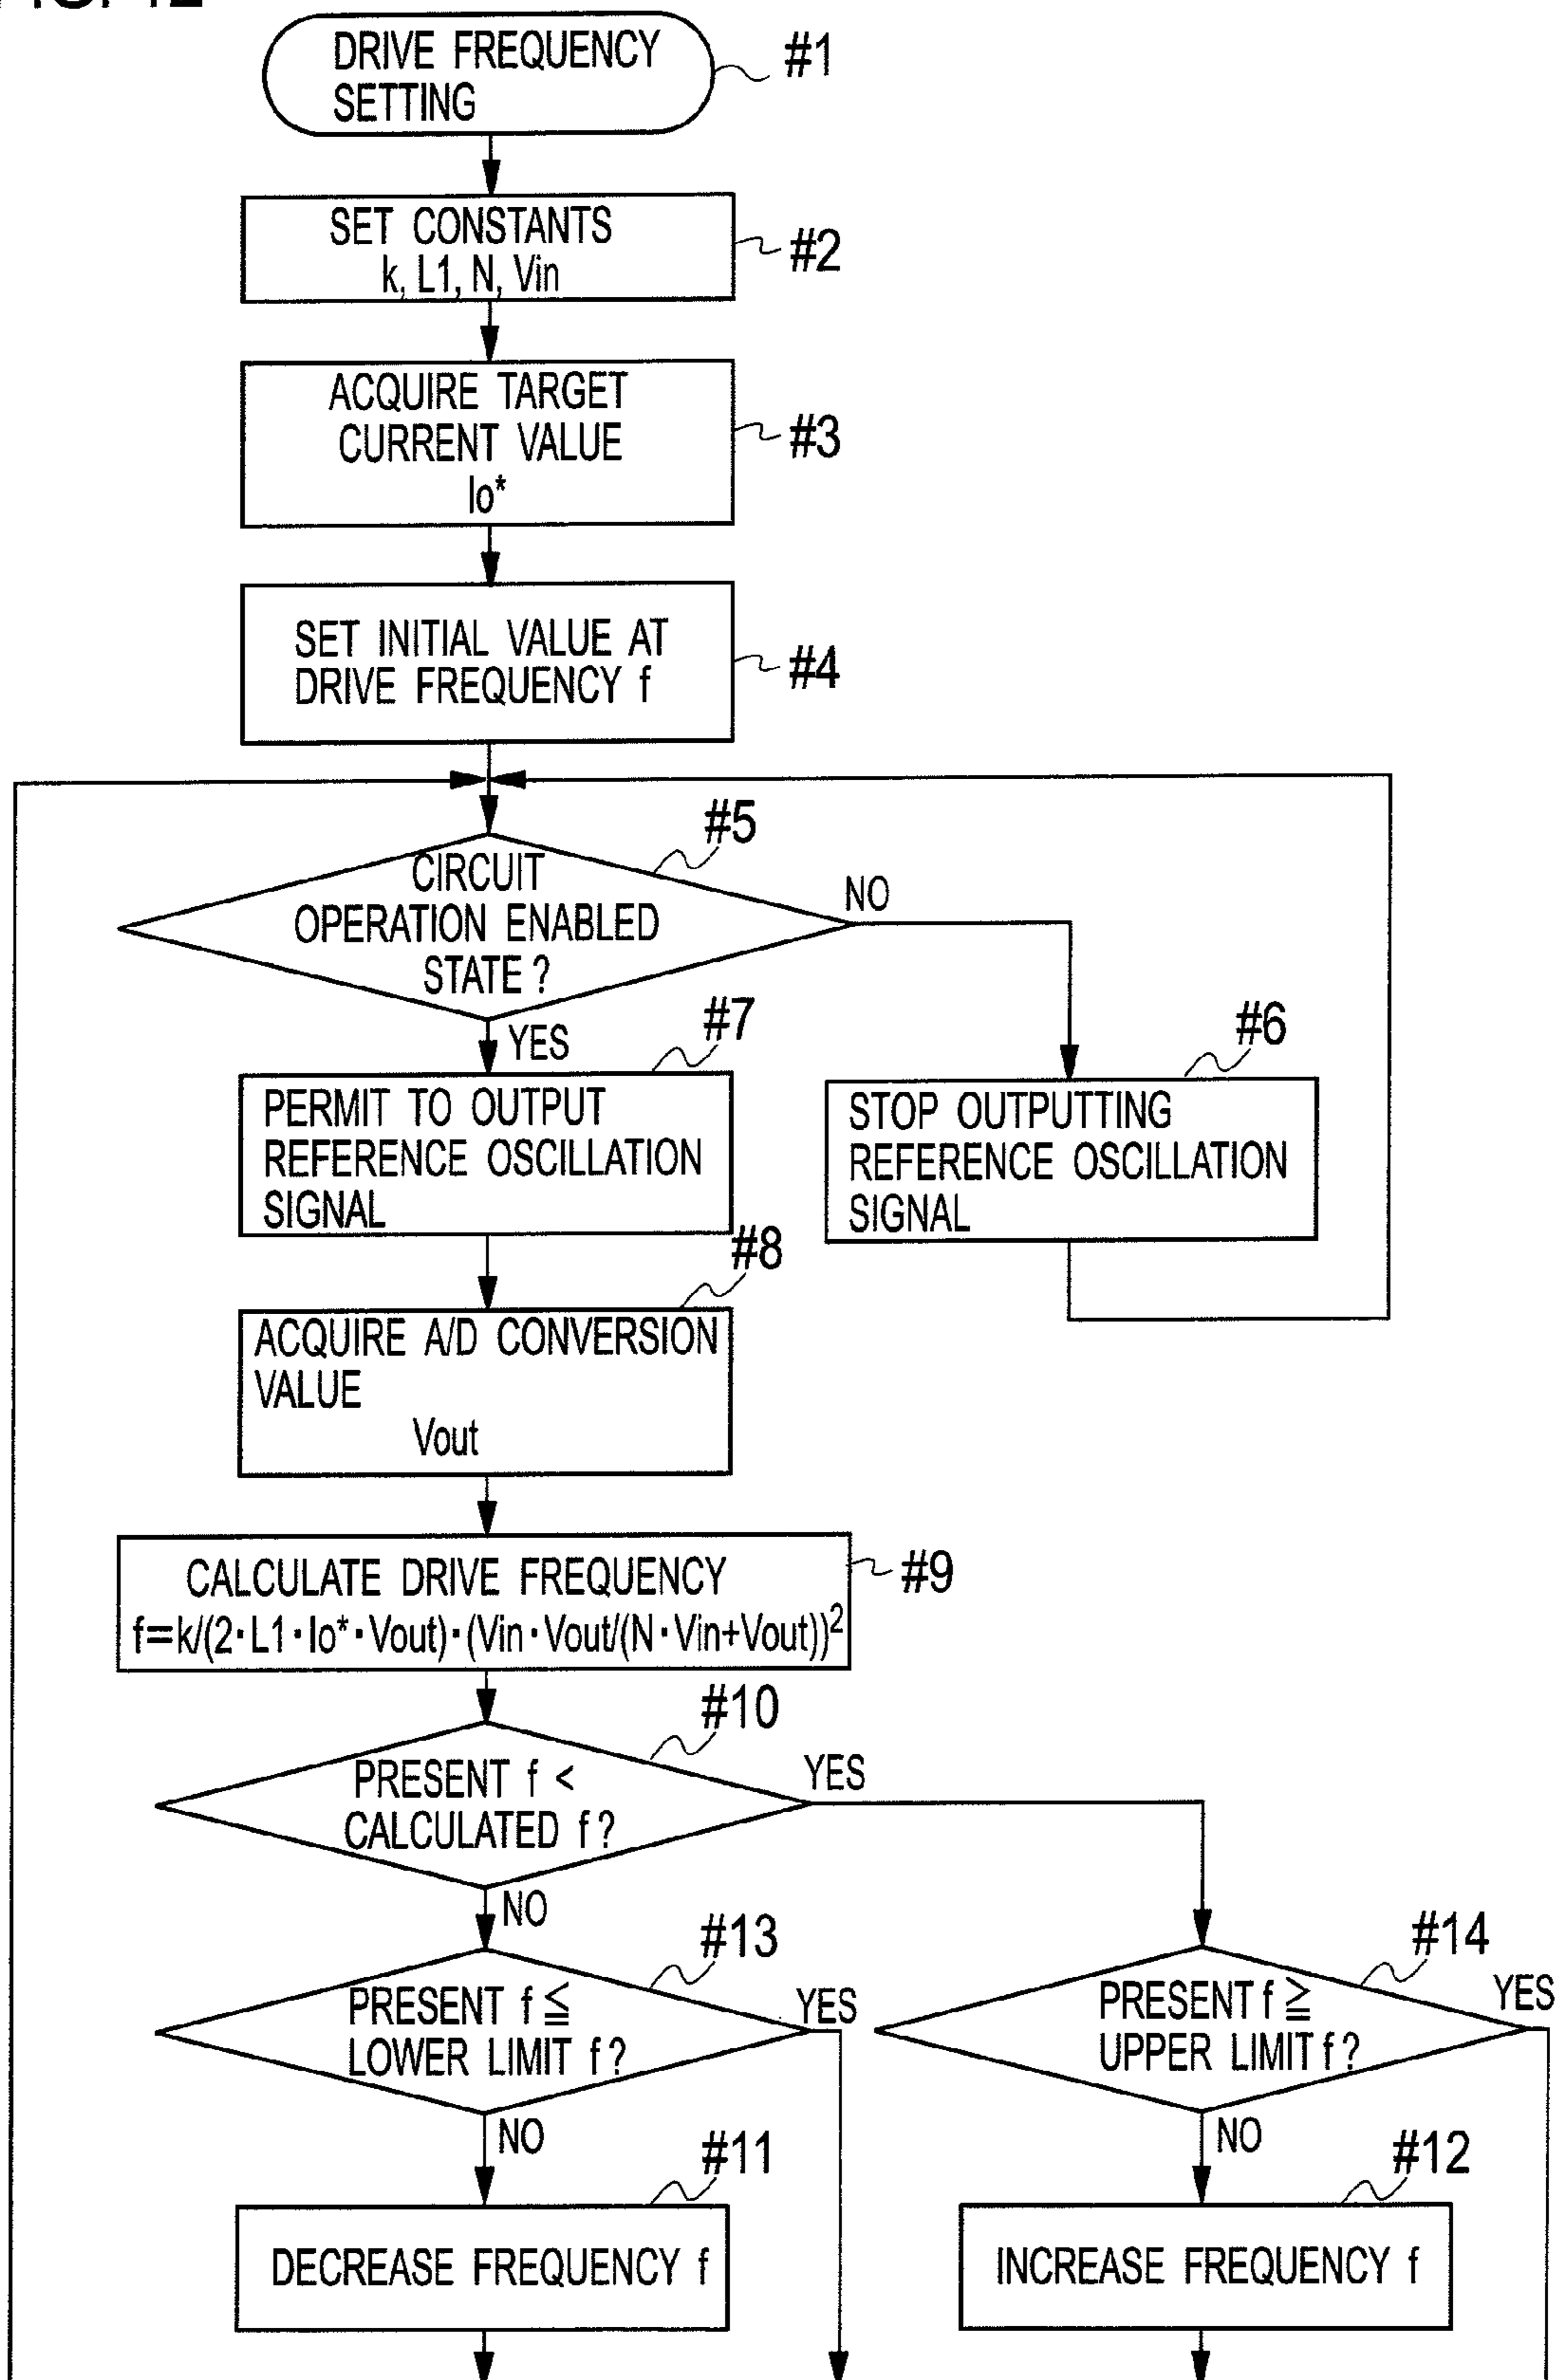 DRIVE FREQUENCY
SETTING
#1
SET CONSTANTS
k, L1, N, Vin
#2
ACQUIRE TARGET
CURRENT VALUE
Io*
#3
SET INITIAL VALUE AT
DRIVE FREQUENCY f
#4
#5
CIRCUIT
OPERATION ENABLED
STATE?
NO
YES
#7
PERMIT TO OUTPUT
REFERENCE OSCILLATION
SIGNAL
#6
STOP OUTPUTTING
REFERENCE OSCILLATION
SIGNAL
#8
ACQUIRE A/D CONVERSION
VALUE
Vout
CALCULATE DRIVE FREQUENCY
f=k/(2·L1·Io*·Vout)·(Vin·Vout/(N·Vin+Vout))²
#9
#10
PRESENT f <
CALCULATED f?
YES
NO
#13
PRESENT f ≦
LOWER LIMIT f?
YES
NO
#14
PRESENT f ≧
UPPER LIMIT f?
YES
NO
#11
DECREASE FREQUENCY f
#12
INCREASE FREQUENCY f